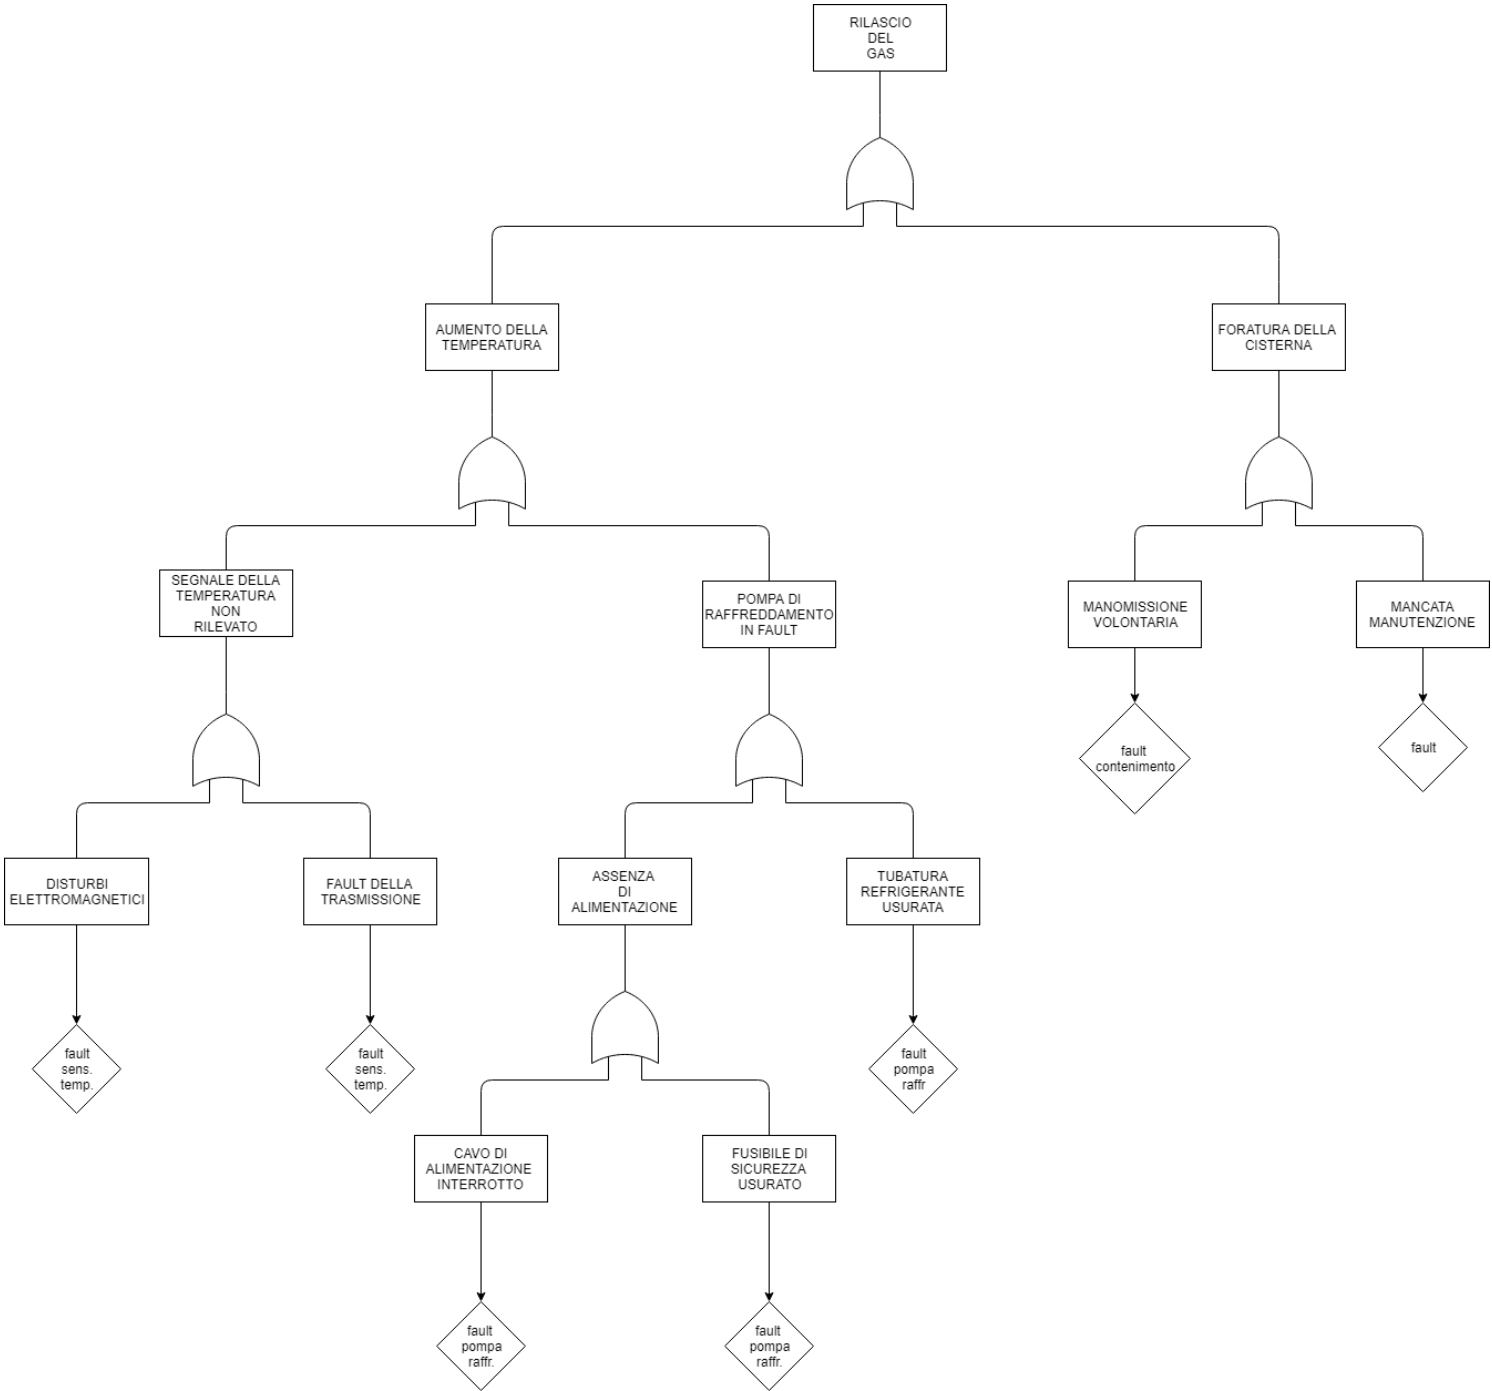 RILASCIO
DEL
GAS
AUMENTO DELLA
TEMPERATURA
FORATURA DELLA
CISTERNA
SEGNALE DELLA
TEMPERATURA
NON
RILEVATO
POMPA DI
RAFFREDDAMENTO
IN FAULT
MANOMISSIONE
VOLONTARIA
MANCATA
MANUTENZIONE
fault
contenimento
fault
DISTURBI
ELETTROMAGNETICI
FAULT DELLA
TRASMISSIONE
ASSENZA
DI
ALIMENTAZIONE
TUBATURA
REFRIGERANTE
USURATA
fault
sens.
temp.
fault
sens.
temp.
fault
pompa
raffr
CAVO DI
ALIMENTAZIONE
INTERROTTO
FUSIBILE DI
SICUREZZA
USURATO
fault
pompa
raffr.
fault
pompa
raffr.